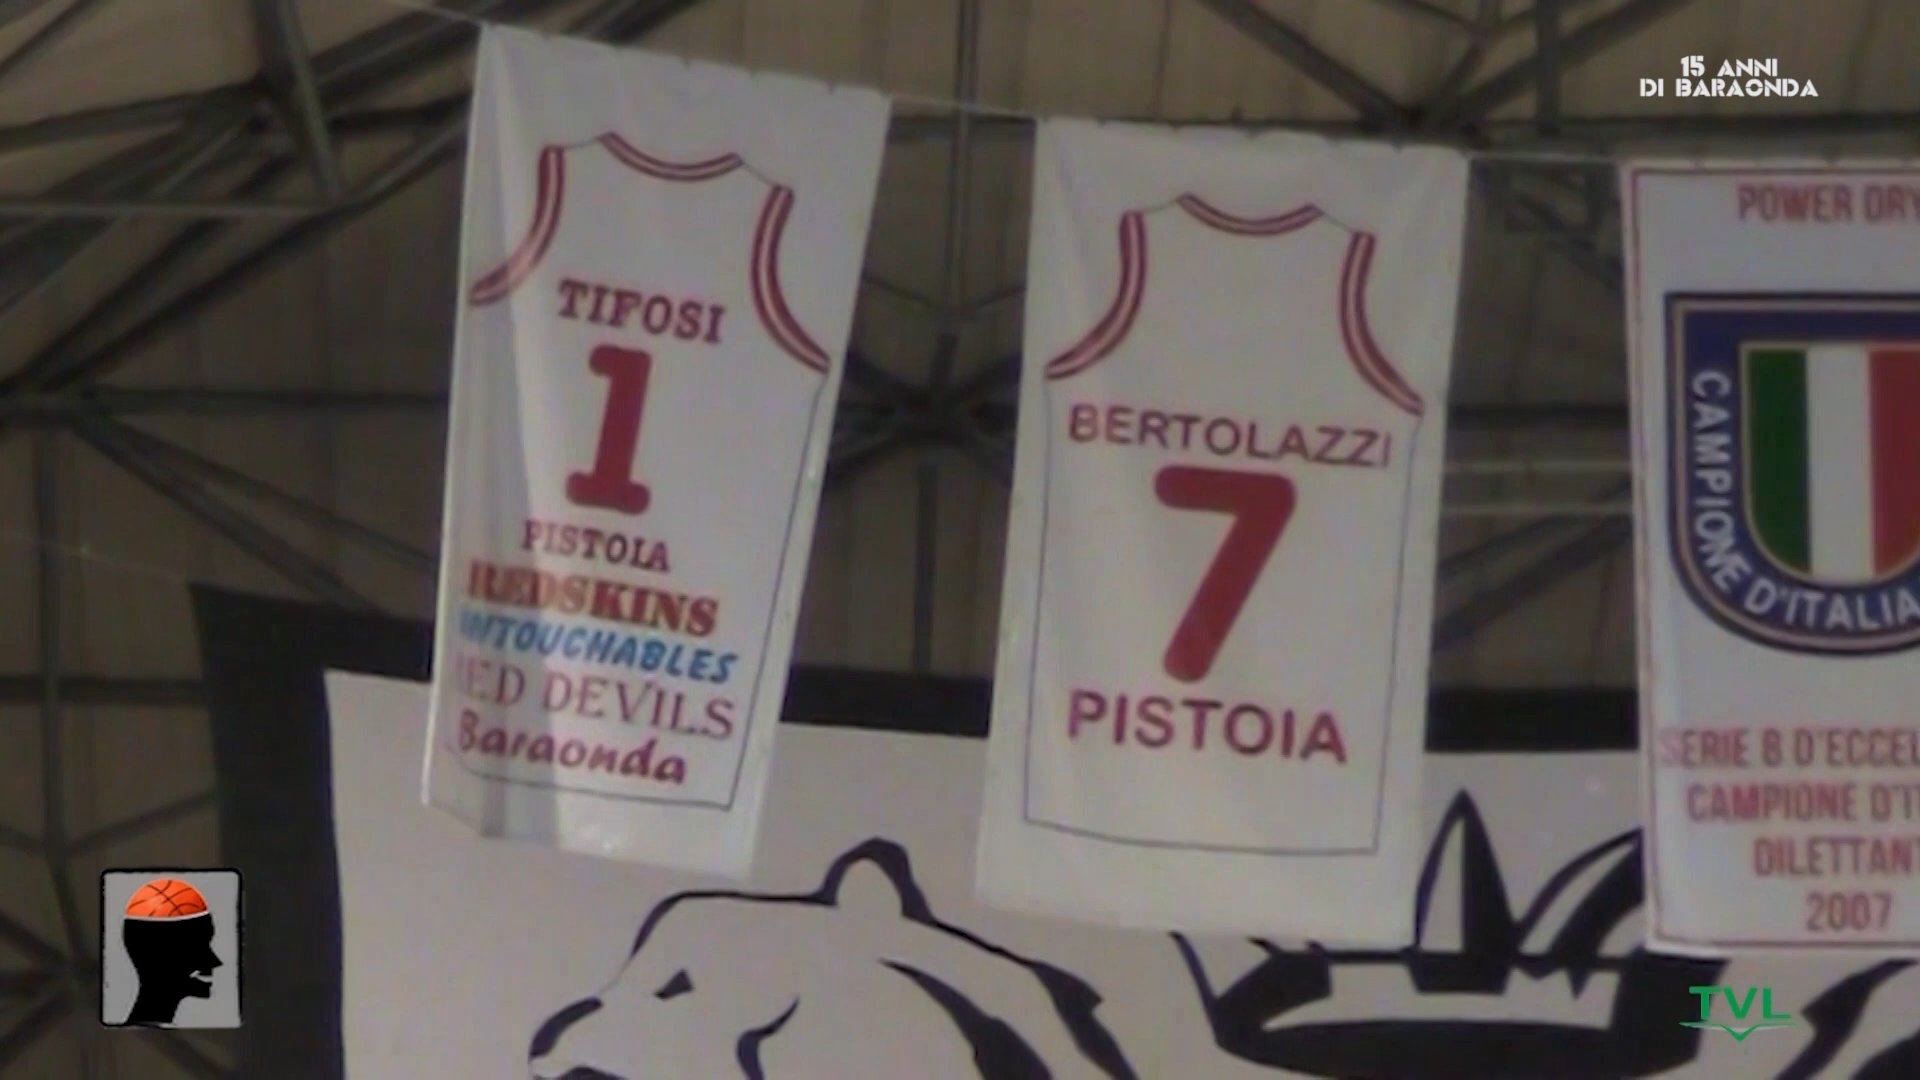 15 ANNI
DI BARAONDA
TIFOSI
1
PISTOIA
REDSKINS
UNTOUCHABLES
RED DEVILS
Baraonda
BERTOLAZZI
7
PISTOIA
POWER DRY
CAMPIONE D'ITALIA
SERIE B D'ECCEL
CAMPIONE D'IT
DILETTANT
2007
TVL